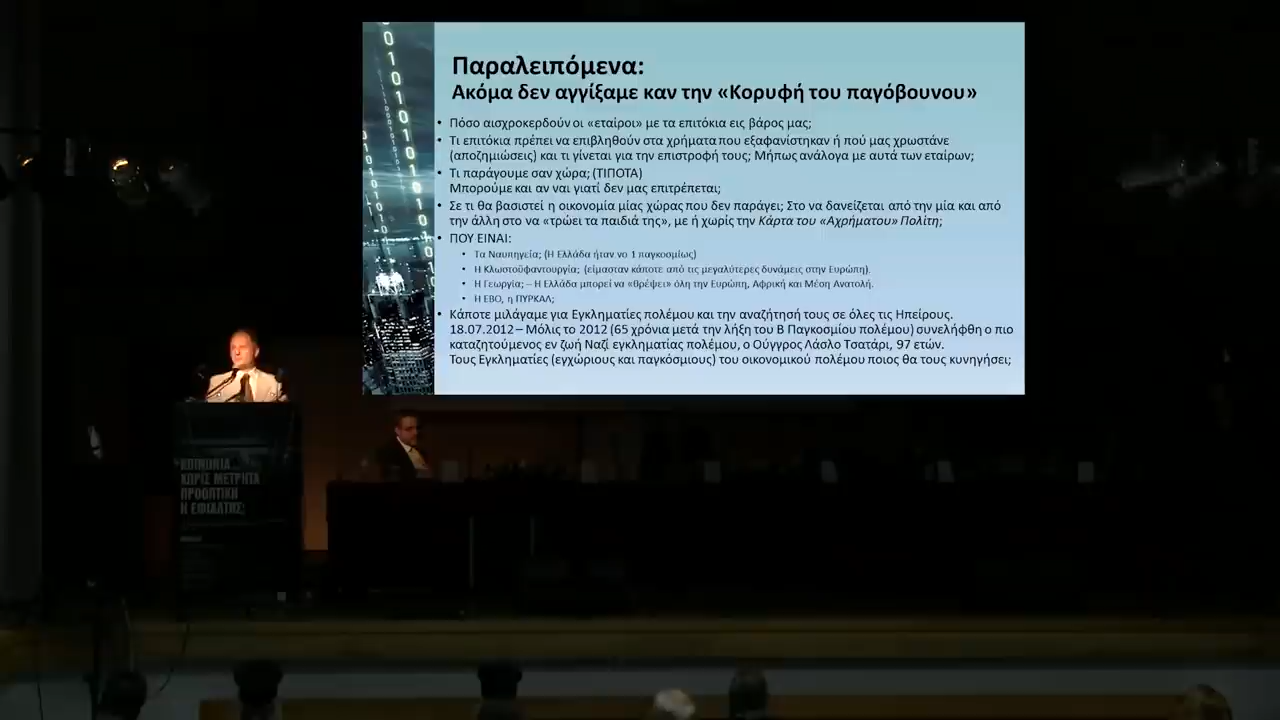 Παραλειπόμενα:
Ακόμα δεν αγγίξαμε καν την «Κορυφή του παγόβουνου»
• Πόσο αισχροκερδούν οι «εταίροι» με τα επιτόκια εις βάρος μας;
• Τι επιτόκια πρέπει να επιβληθούν στα χρήματα που εξαφανίστηκαν ή πού μας χρωστάνε
(αποζημιώσεις) και τι γίνεται για την επιστροφή τους; Μήπως ανάλογα με αυτά των εταίρων;
• Τι παράγουμε σαν χώρα; (ΤΙΠΟΤΑ)
Μπορούμε και αν ναι γιατί δεν μας επιτρέπεται;
• Σε τι θα βασιστεί η οικονομία μίας χώρας που δεν παράγει; Στο να δανείζεται από την μία και από
την άλλη στο να «τρώει τα παιδιά της», με ή χωρίς την Κάρτα του «Αχρήματου» Πολίτη;
• ΠΟΥ ΕΙΝΑΙ:
• Τα Ναυπηγεία; (Η Ελλάδα ήταν νο 1 παγκοσμίως)
• Η Κλωστοϋφαντουργία; (είμασταν κάποτε από τις μεγαλύτερες δυνάμεις στην Ευρώπη).
• Η Γεωργία; – Η Ελλάδα μπορεί να «θρέψει» όλη την Ευρώπη, Αφρική και Μέση Ανατολή.
• Η ΕΒΟ, η ΠΥΡΚΑΛ;
• Κάποτε μιλάγαμε για Εγκληματίες πολέμου και την αναζήτησή τους σε όλες τις Ηπείρους.
18.07.2012 – Μόλις το 2012 (65 χρόνια μετά την λήξη του Β Παγκοσμίου πολέμου) συνελήφθη ο πιο
καταζητούμενος εν ζωή Ναζί εγκληματίας πολέμου, ο Ούγγρος Λάσλο Τσατάρι, 97 ετών.
Τους Εγκληματίες (εγχώριους και παγκόσμιους) του οικονομικού πολέμου ποιος θα τους κυνηγήσει;
ΚΟΙΝΩΝΙΑ
ΧΩΡΙΣ ΜΕΤΡΗΤΑ
ΠΡΟΟΠΤΙΚΗ
Η ΕΦΙΑΛΤΗΣ;